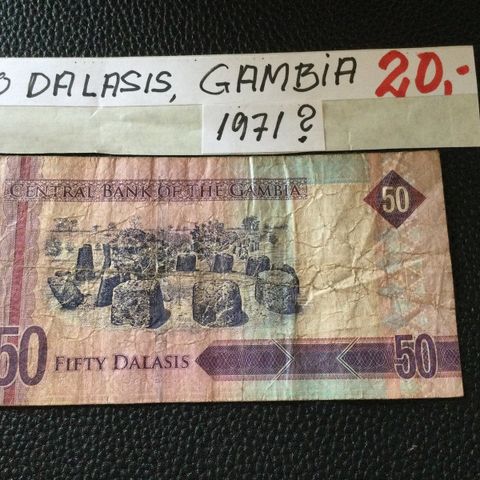 DALASIS, GAMBIA 20,-
1971?
CENTRAL BANK OF THE GAMBIA
50
50 FIFTY DALASIS 50